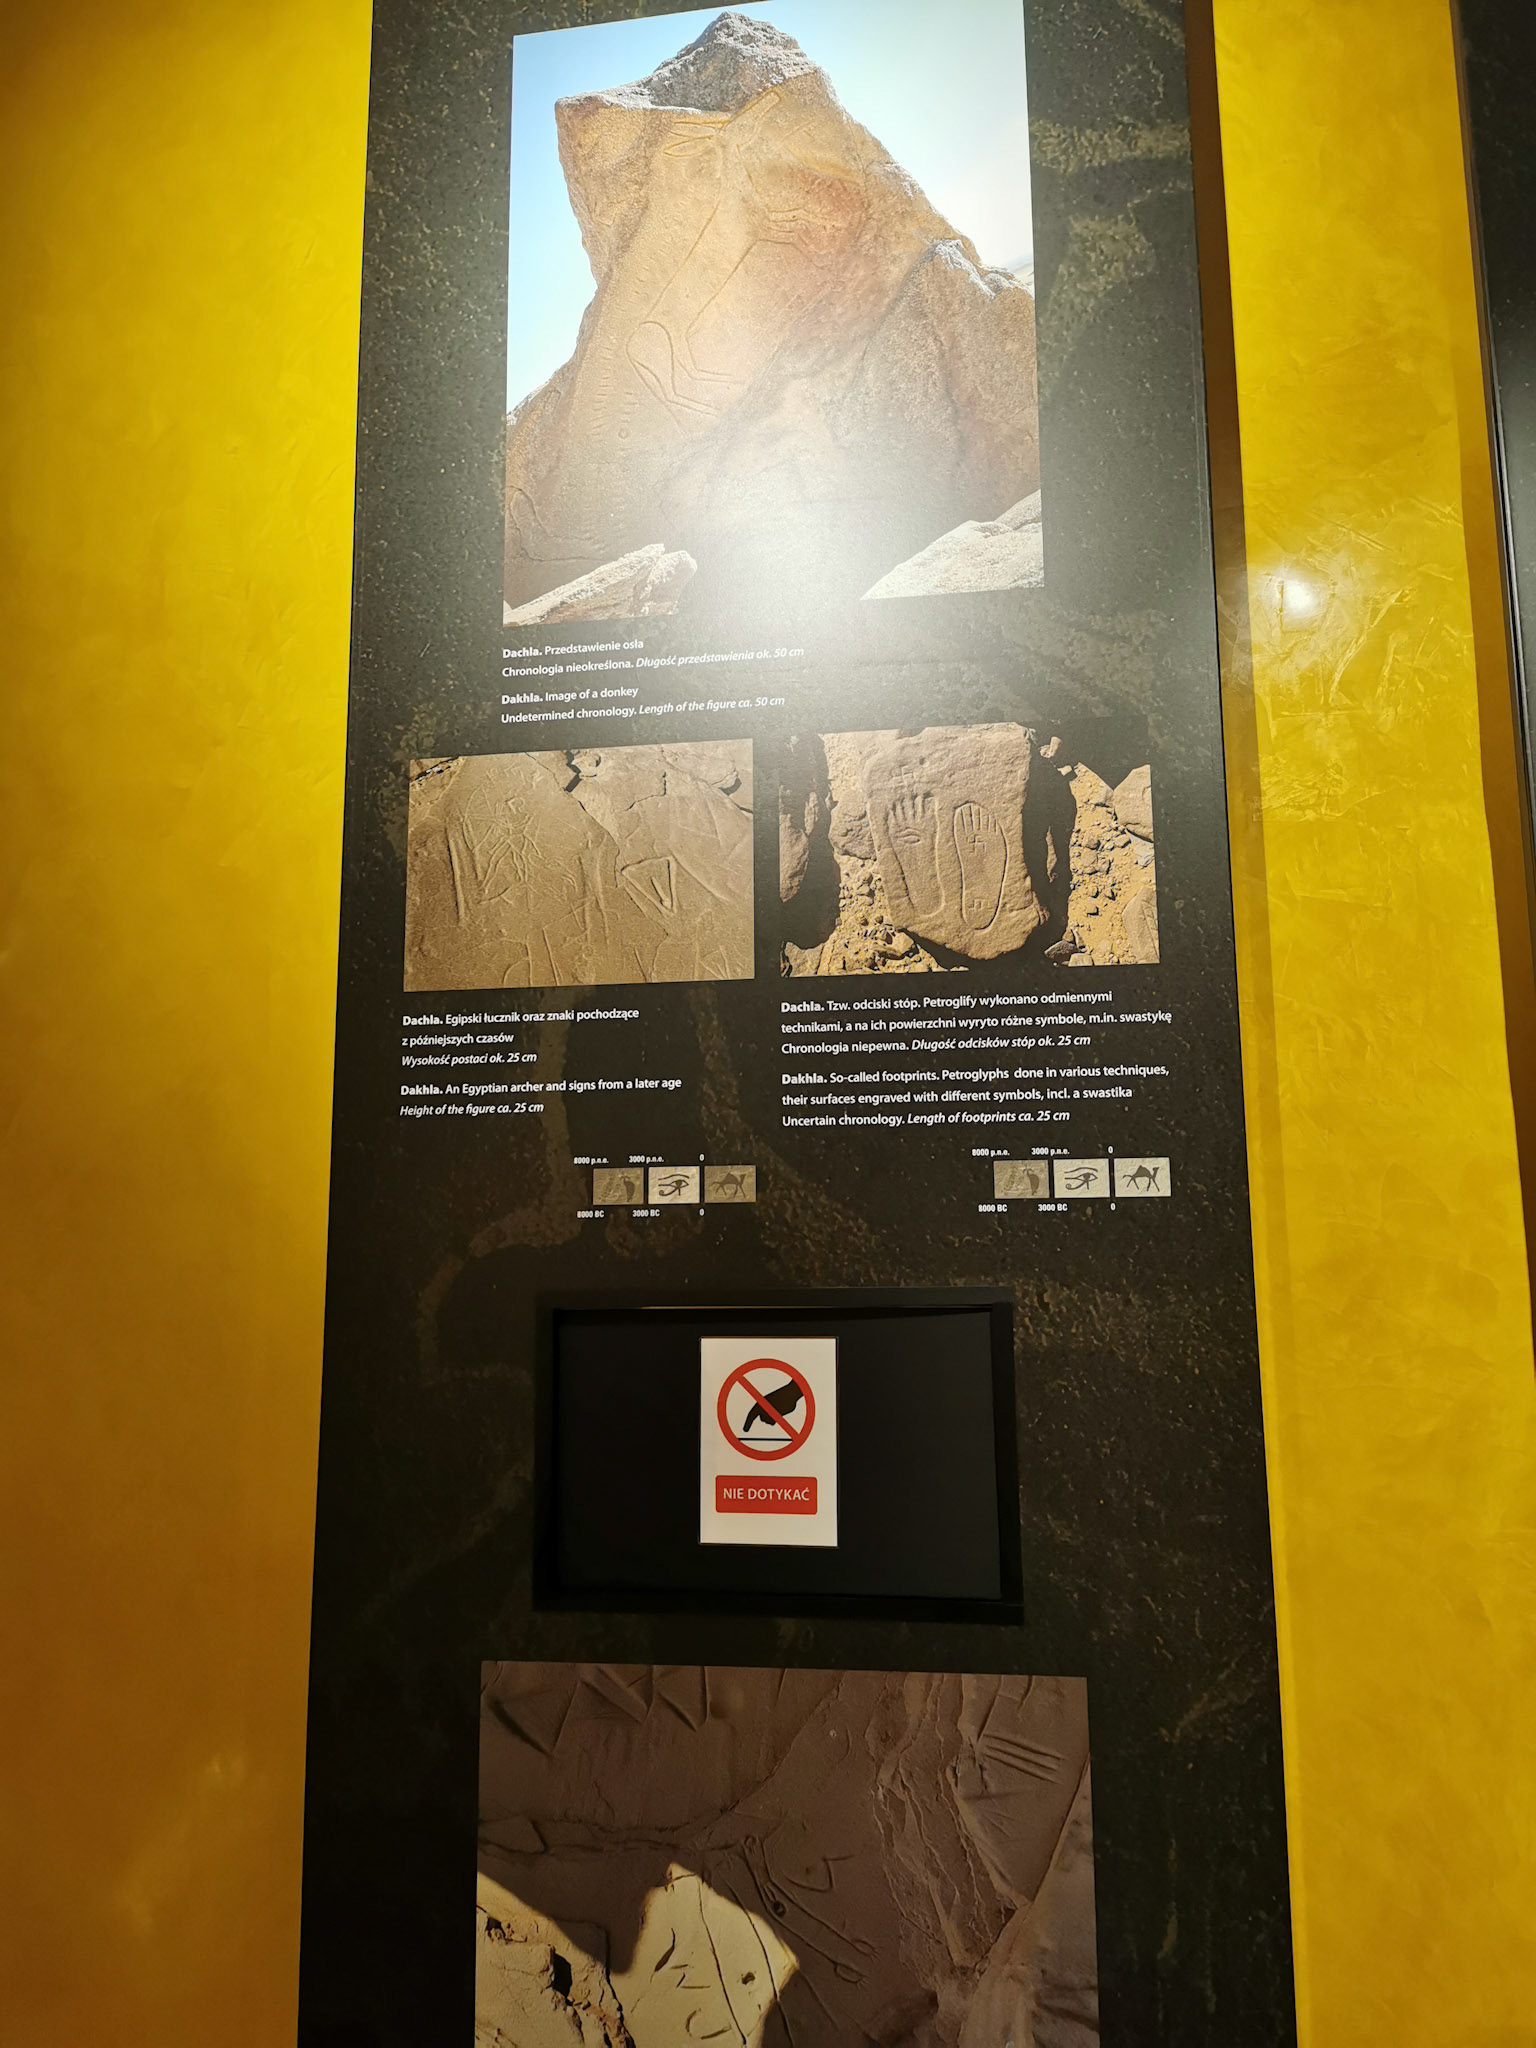 Dachla. Przedstawienie osła
Chronologia nieokreślona. Długość przedstawienia ok. 50 cm
Dakhla. Image of a donkey
Undetermined chronology. Length of the figure ca. 50 cm
Dachla. Egipski łucznik oraz znaki pochodzące
z późniejszych czasów
Wysokość postaci ok. 25 cm
Dakhla. An Egyptian archer and signs from a later age
Height of the figure ca. 25 cm
8000 p.n.e. 3000 p.n.e. 0
8000 BC 3000 BC 0
Dachla. Tzw. odciski stóp. Petroglify wykonano odmiennymi
technikami, a na ich powierzchni wyryto różne symbole, m.in. swastykę
Chronologia niepewna. Długość odcisków stóp ok. 25 cm
Dakhla. So-called footprints. Petroglyphs done in various techniques,
their surfaces engraved with different symbols, incl. a swastika
Uncertain chronology. Length of footprints ca. 25 cm
8000 p.n.e. 3000 p.n.e. 0
8000 BC 3000 BC 0
NIE DOTYKAĆ